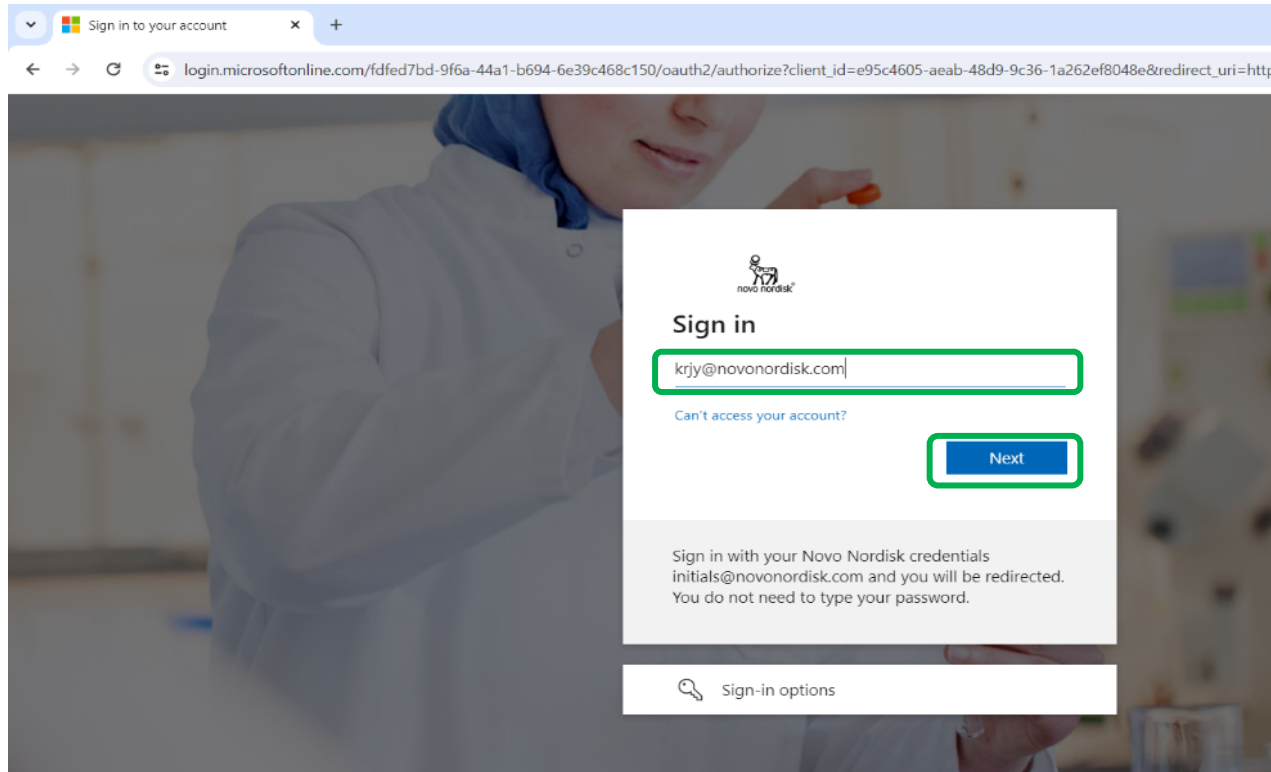 Sign in to your account
login.microsoftonline.com/fdfed7bd-9f6a-44a1-b694-6e39c468c150/oauth2/authorize?client_id=e95c4605-aeab-48d9-9c36-1a262ef8048e&redirect_uri=http
novo nordisk®
Sign in
krjy@novonordisk.com
Can't access your account?
Next
Sign in with your Novo Nordisk credentials
initials@novonordisk.com and you will be redirected.
You do not need to type your password.
Sign-in options